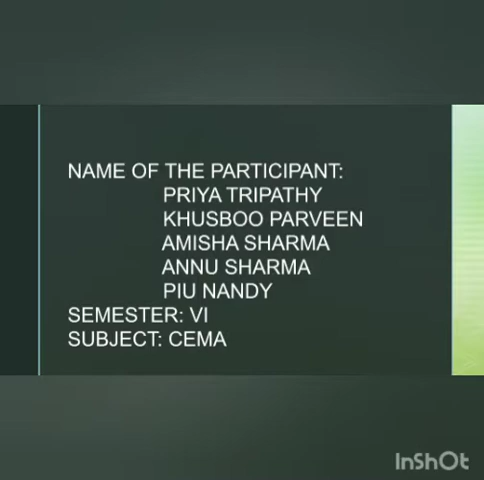 NAME OF THE PARTICIPANT:
PRIYA TRIPATHY
KHUSBOO PARVEEN
AMISHA SHARMA
ANNU SHARMA
PIU NANDY
SEMESTER: VI
SUBJECT: CEMA
InShOt